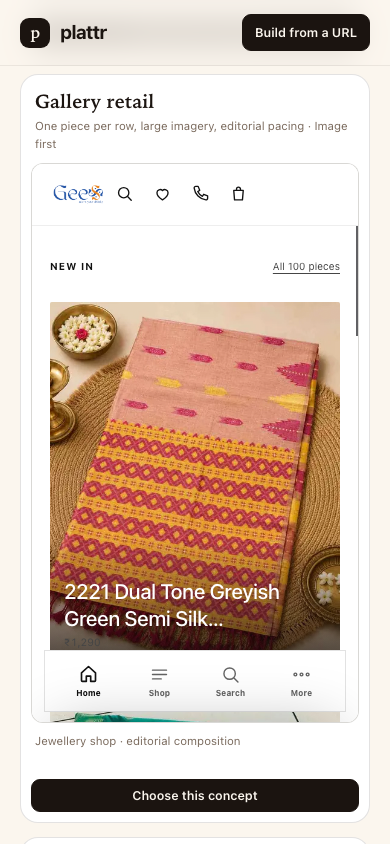 p plattr
Build from a URL
Gallery retail
One piece per row, large imagery, editorial pacing · Image
first
NEW IN
All 100 pieces
2221 Dual Tone Greyish
Green Semi Silk...
₹1,290
Home
Shop
Search
More
Jewellery shop · editorial composition
Choose this concept